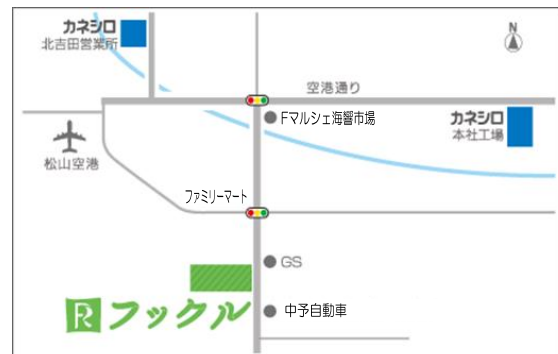 カネシロ
北吉田営業所
N
空港通り
Fマルシェ海響市場
カネシロ
本社工場
松山空港
ファミリーマート
GS
R フックル
中予自動車